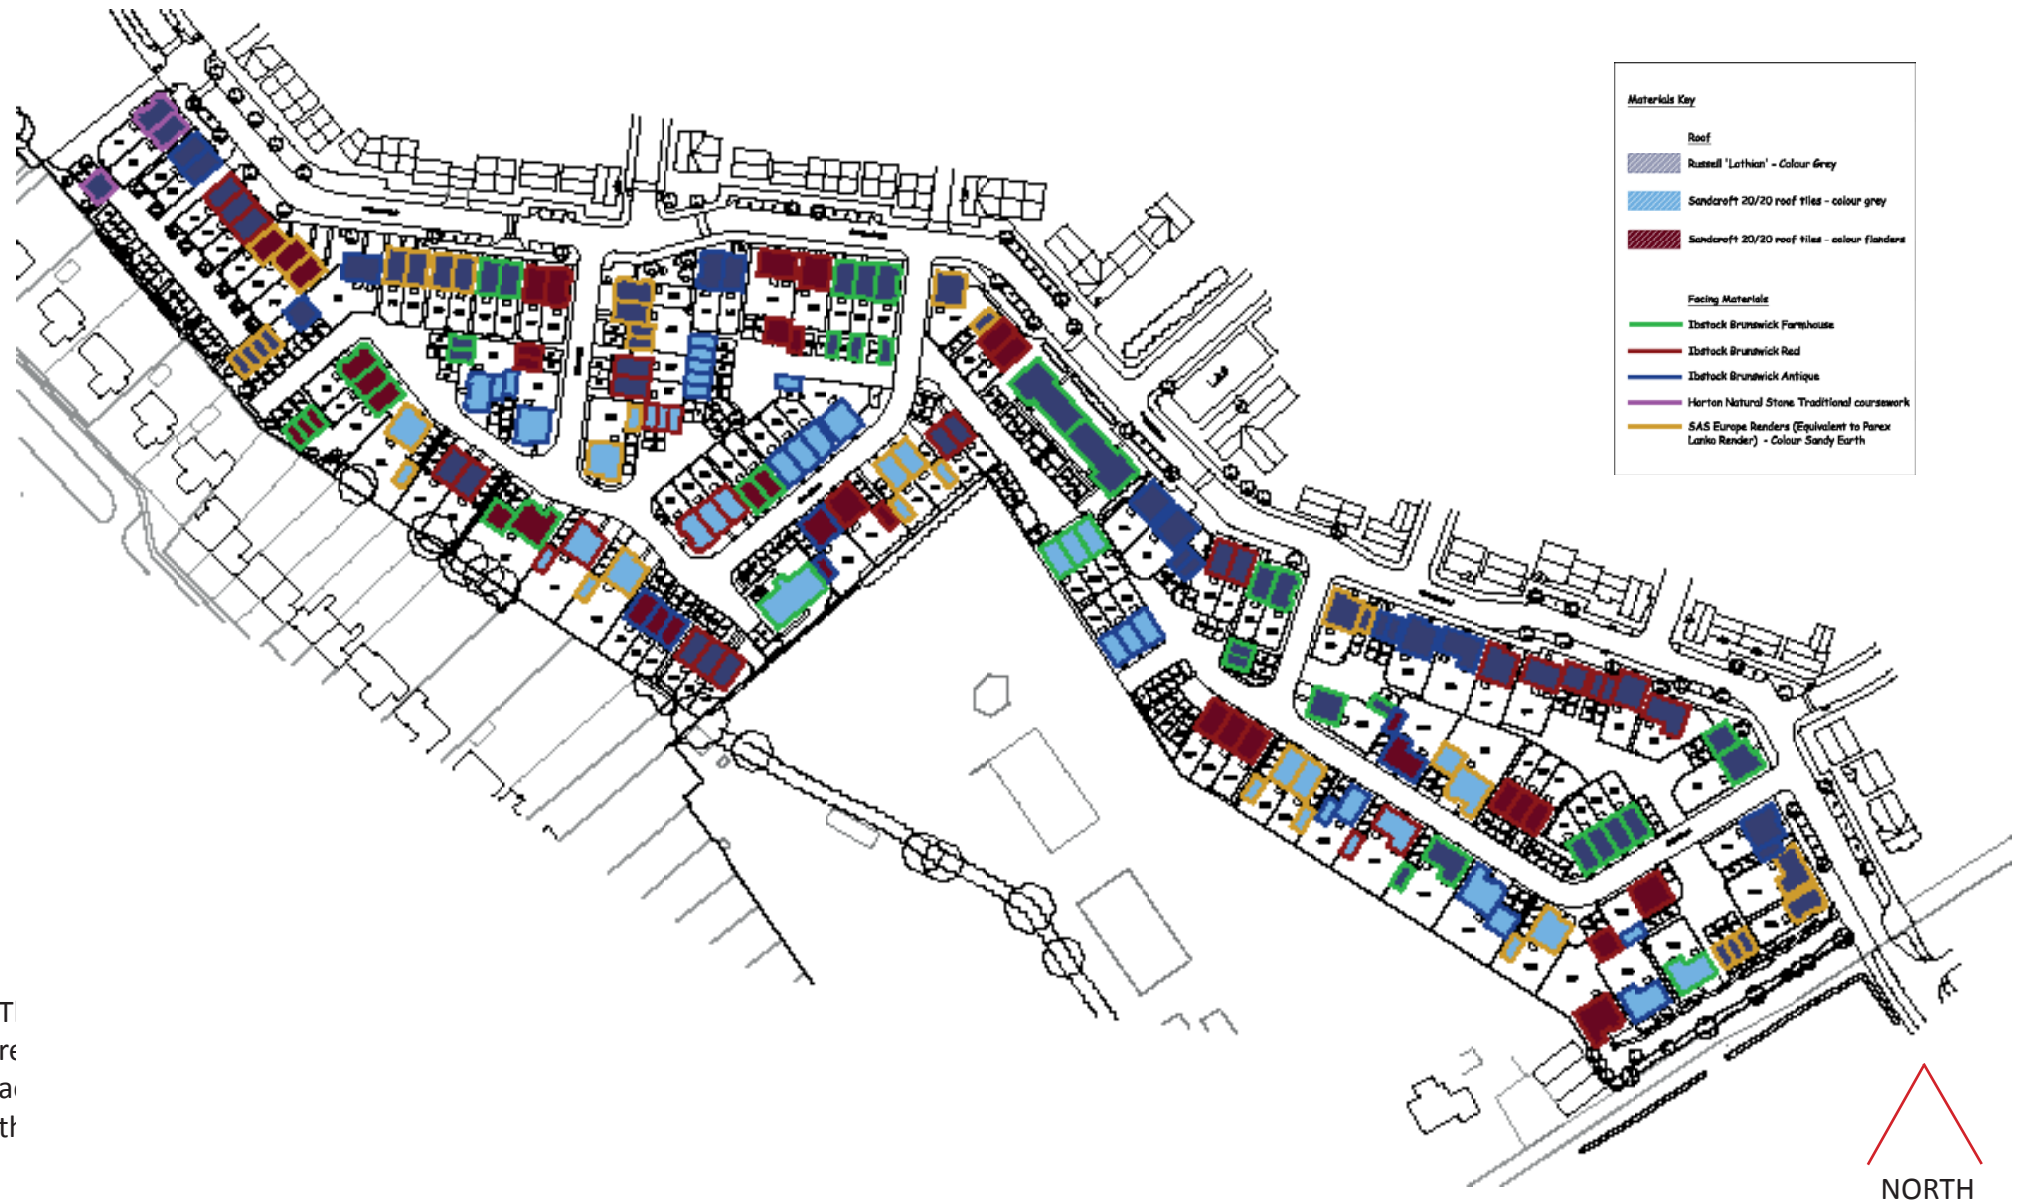 Materials Key
Roof
Russell 'Lothian' - Colour Grey
Sandcroft 20/20 roof tiles - colour grey
Sandcroft 20/20 roof tiles - colour flanders
Facing Materials
Ibstock Brunswick Farmhouse
Ibstock Brunswick Red
Ibstock Brunswick Antique
Horton Natural Stone Traditional coursework
SAS Europe Renders (Equivalent to Parex
Lanko Render) - Colour Sandy Earth
NORTH